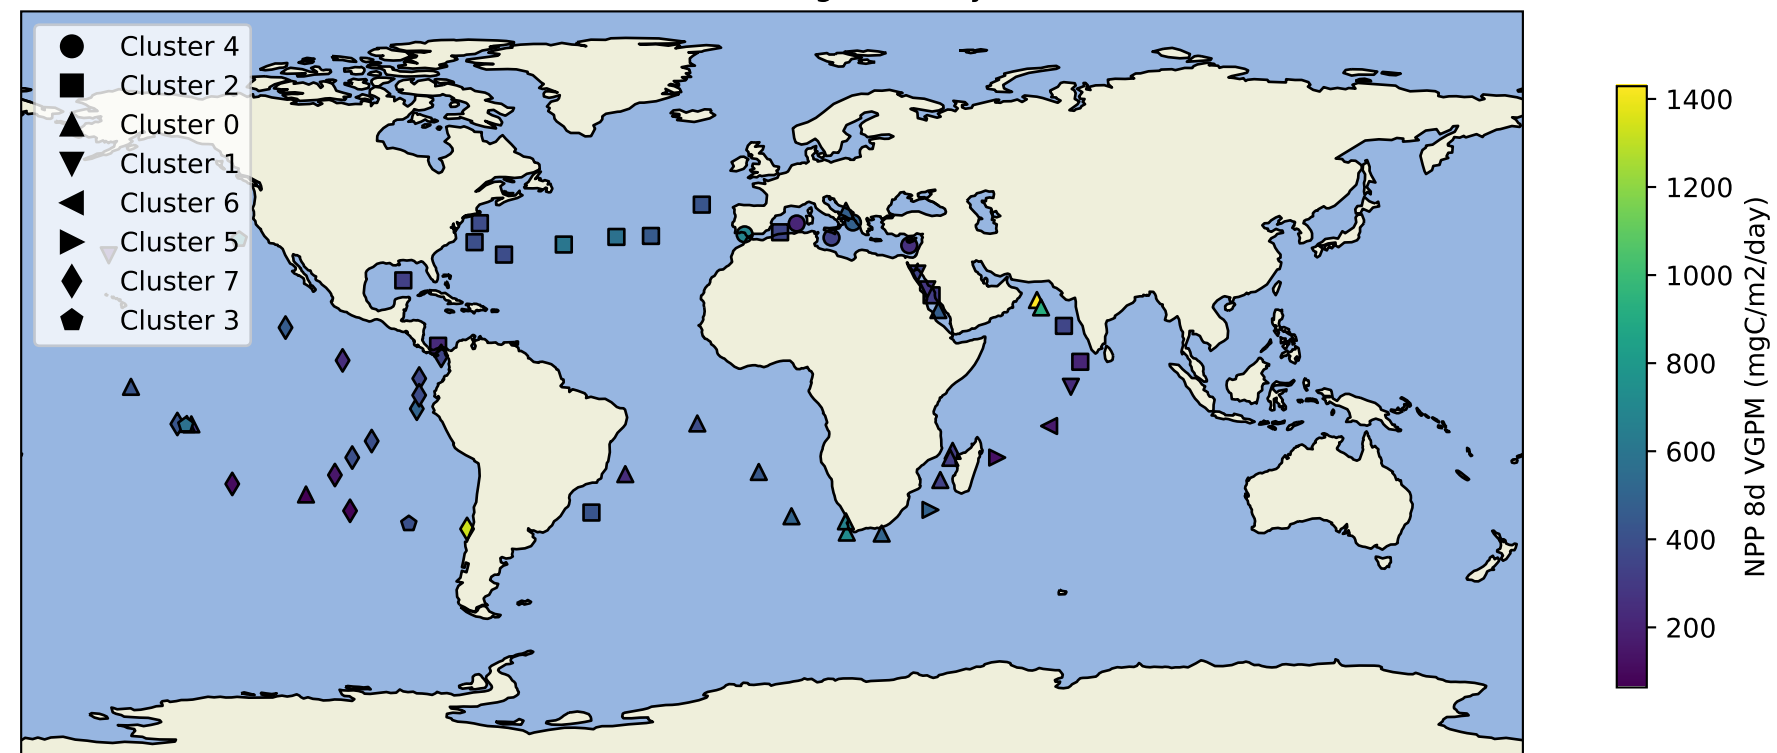 Cluster 4
Cluster 2
Cluster 0
Cluster 1
Cluster 6
Cluster 5
Cluster 7
Cluster 3
1400
1200
1000
800
600
400
200
NPP 8d VGPM (mgC/m2/day)